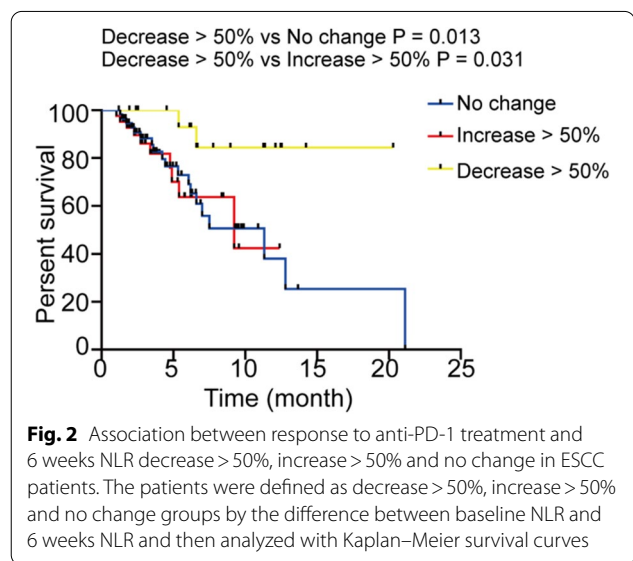 Decrease > 50% vs No change P = 0.013
Decrease > 50% vs Increase > 50% P = 0.031
No change
Increase > 50%
Decrease > 50%
Persent survival
100
80
60
40
20
0
0 5 10 15 20 25
Time (month)
Fig. 2 Association between response to anti-PD-1 treatment and
6 weeks NLR decrease > 50%, increase > 50% and no change in ESCC
patients. The patients were defined as decrease > 50%, increase > 50%
and no change groups by the difference between baseline NLR and
6 weeks NLR and then analyzed with Kaplan–Meier survival curves